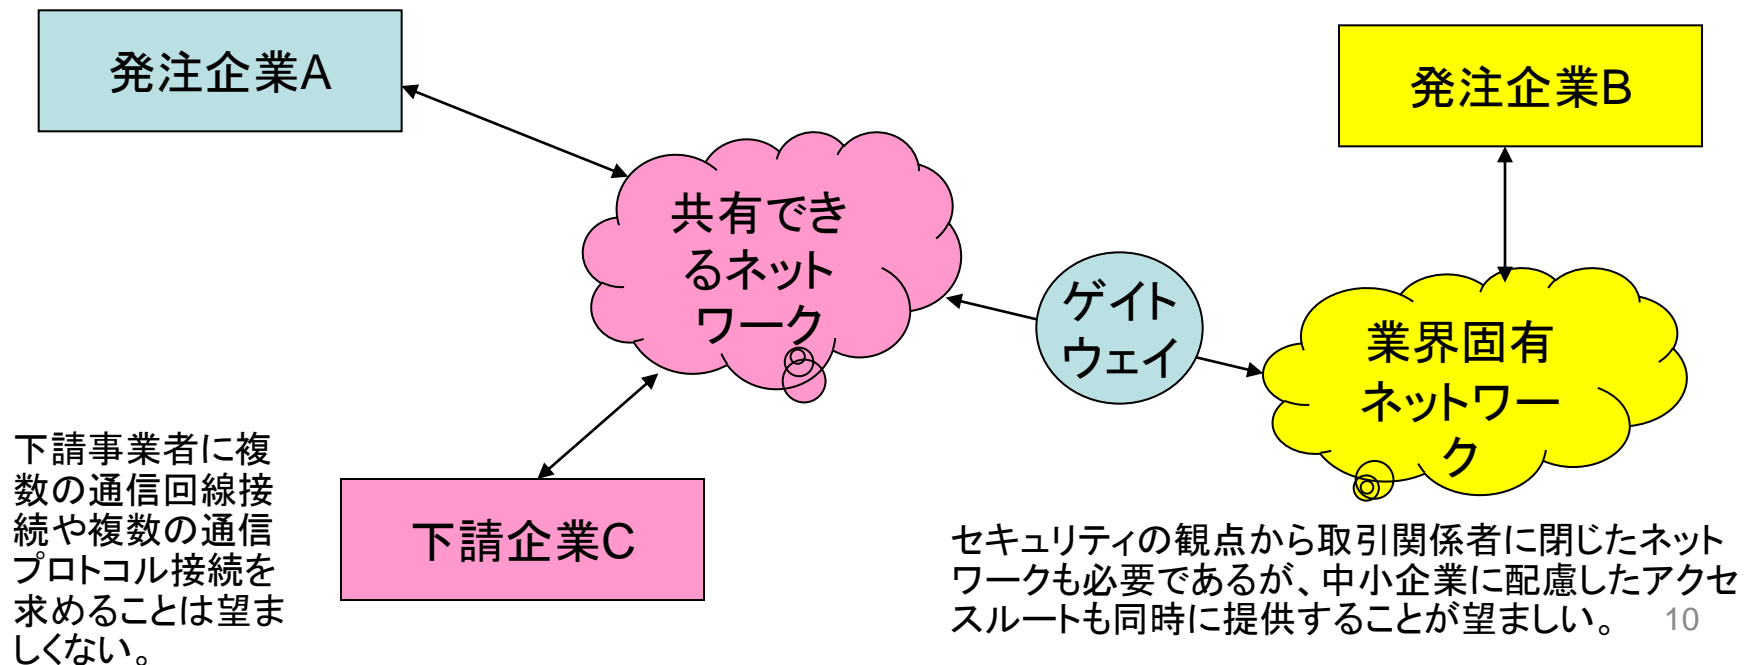 発注企業A
発注企業B
共有でき
るネット
ワーク
ゲイト
ウェイ
業界固有
ネットワー
ク
下請事業者に複
数の通信回線接
続や複数の通信
プロトコル接続を
求めることは望ま
しくない。
下請企業C
セキュリティの観点から取引関係者に閉じたネット
ワークも必要であるが、中小企業に配慮したアクセ
スルートも同時に提供することが望ましい。
10